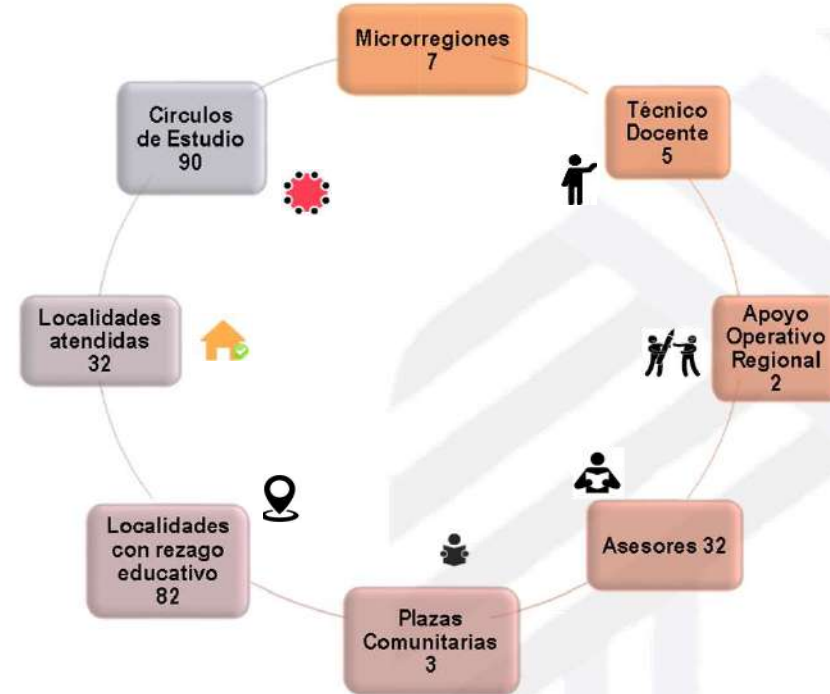 Microrregiones
7
Técnico
Docente
5
Apoyo
Operativo
Regional
2
Asesores 32
Plazas
Comunitarias
3
Localidades
con rezago
educativo
82
Localidades
atendidas
32
Círculos
de Estudio
90